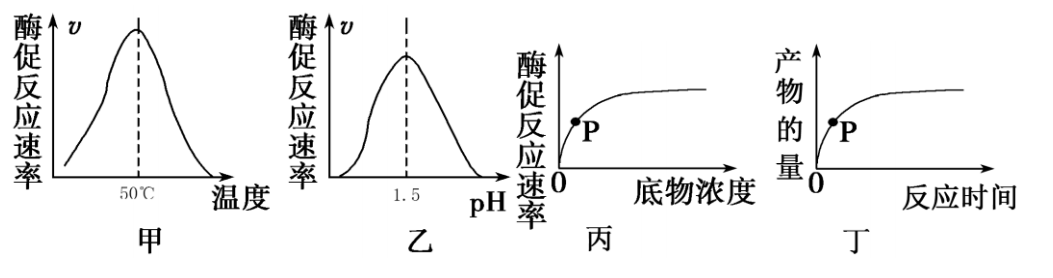 酶促反应速率
v
50℃
温度
甲
酶促反应速率
v
1.5
pH
乙
酶促反应速率
P
0
底物浓度
丙
产物的量
P
0
反应时间
丁